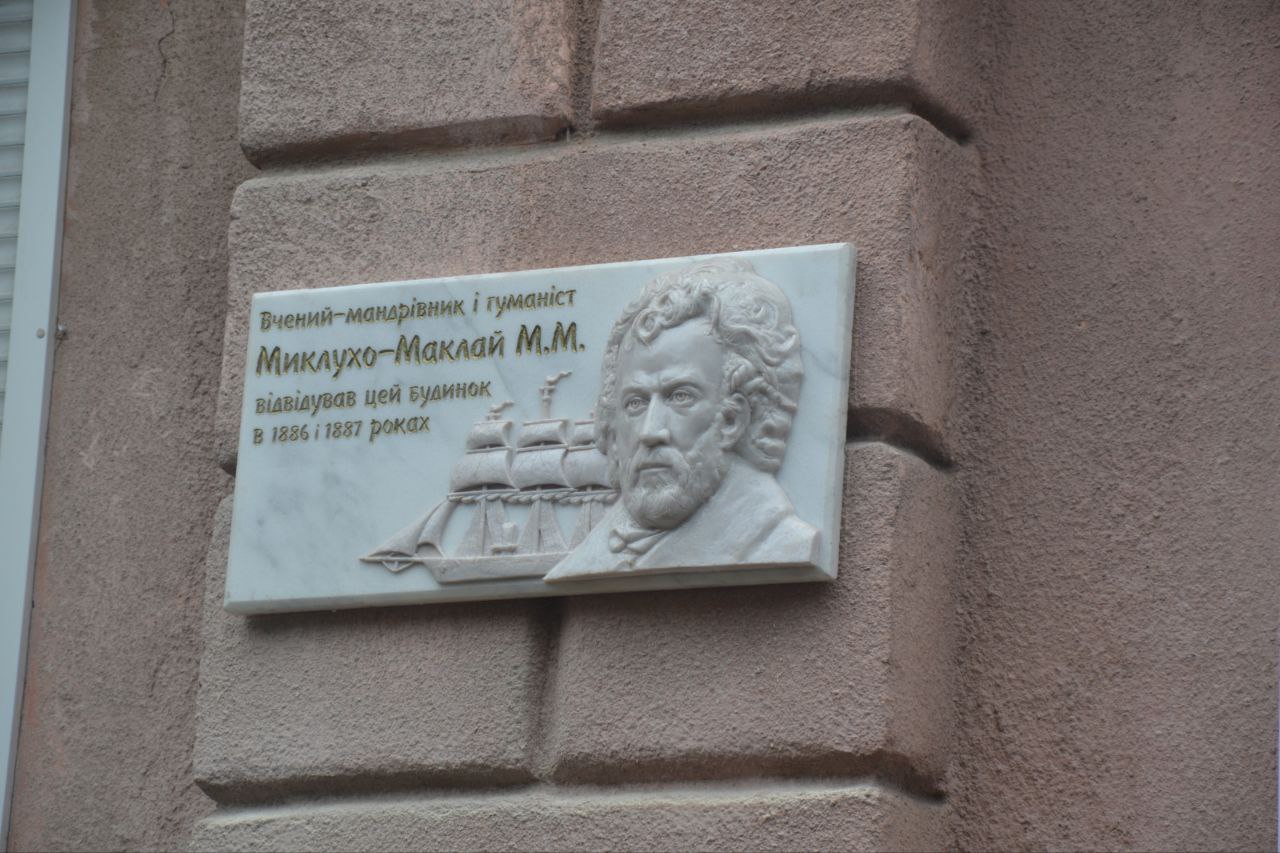 Вчений-мандрівник і гуманіст
Миклухо-Маклай М.М.
відвідував цей будинок
в 1886 і 1887 роках